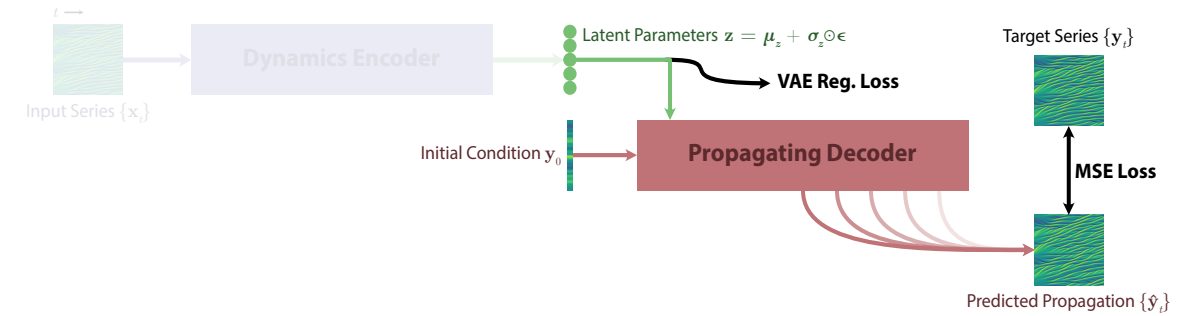 t →
Dynamics Encoder
Input Series {x_t}
Latent Parameters z = μ_z + σ_z⊙ϵ
VAE Reg. Loss
Target Series {y_t}
Initial Condition y_0
Propagating Decoder
MSE Loss
Predicted Propagation {ŷ_t}